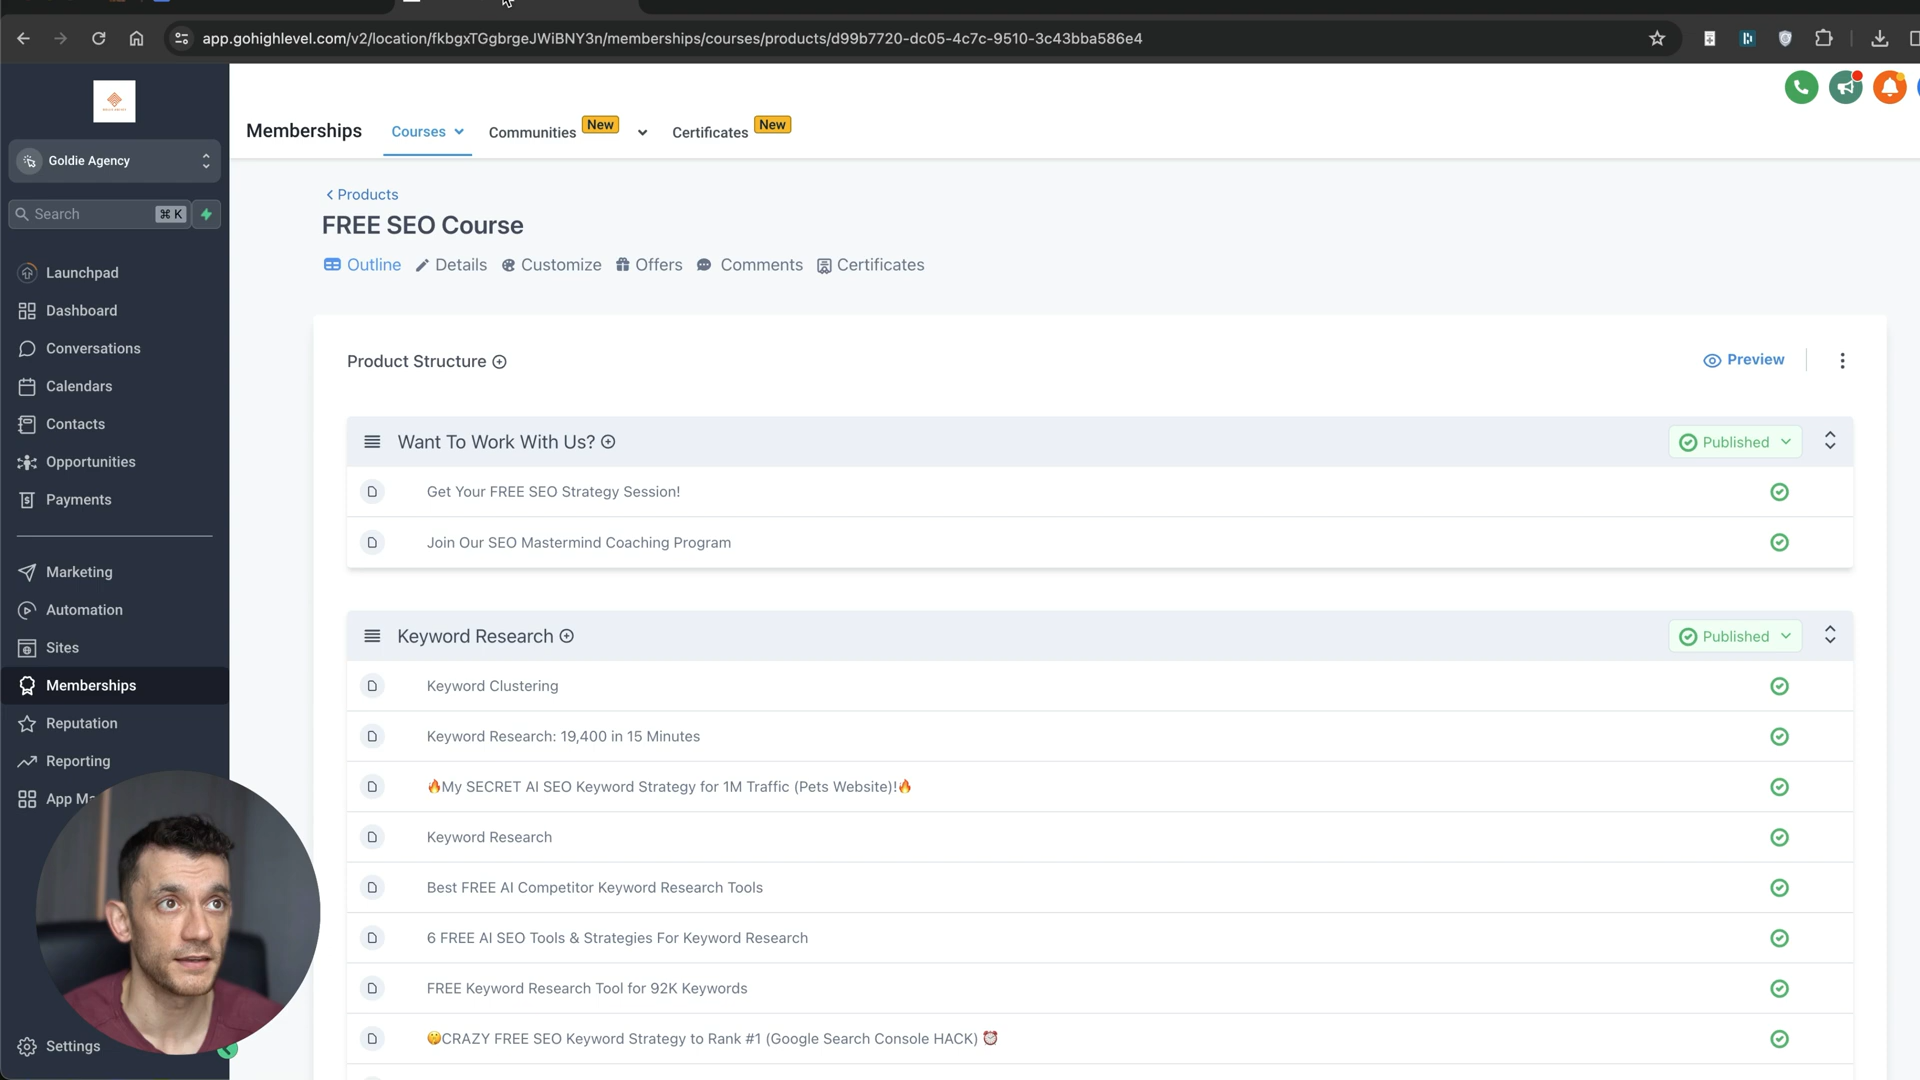 app.gohighlevel.com/v2/location/fkbgxTGgbrgeJWiBNY3n/memberships/courses/products/d99b7720-dc05-4c7c-9510-3c43bba586e4
Memberships
Courses
Communities
New
Certificates
New
Goldie Agency
Search
⌘ K
Launchpad
Dashboard
Conversations
Calendars
Contacts
Opportunities
Payments
Marketing
Automation
Sites
Memberships
Reputation
Reporting
App Ma
Settings
Products
FREE SEO Course
Outline
Details
Customize
Offers
Comments
Certificates
Product Structure
Preview
Want To Work With Us?
Published
Get Your FREE SEO Strategy Session!
Join Our SEO Mastermind Coaching Program
Keyword Research
Published
Keyword Clustering
Keyword Research: 19,400 in 15 Minutes
🔥My SECRET AI SEO Keyword Strategy for 1M Traffic (Pets Website)!🔥
Keyword Research
Best FREE AI Competitor Keyword Research Tools
6 FREE AI SEO Tools & Strategies For Keyword Research
FREE Keyword Research Tool for 92K Keywords
🤫CRAZY FREE SEO Keyword Strategy to Rank #1 (Google Search Console HACK) ⏰